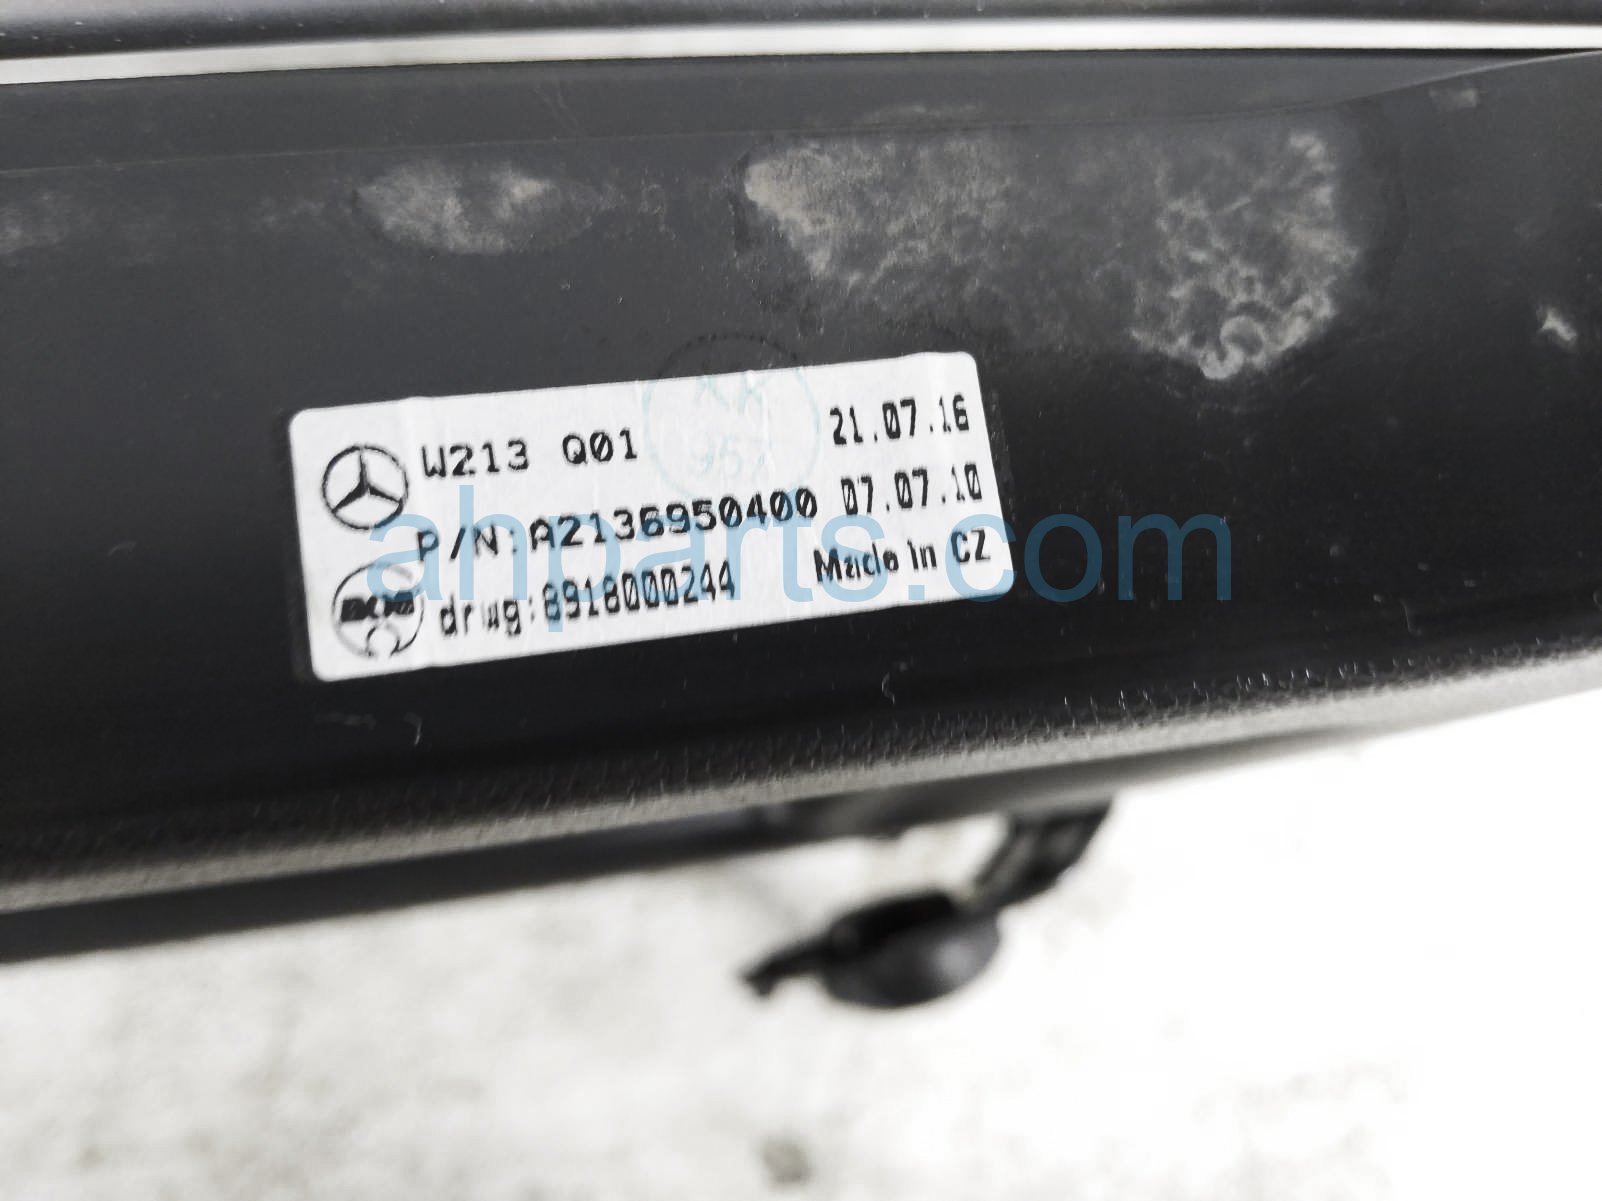 W213 Q01 21.07.16
P/N:A2136950400 07.07.10
drwg:8918000244 Made in CZ
ahparts.com